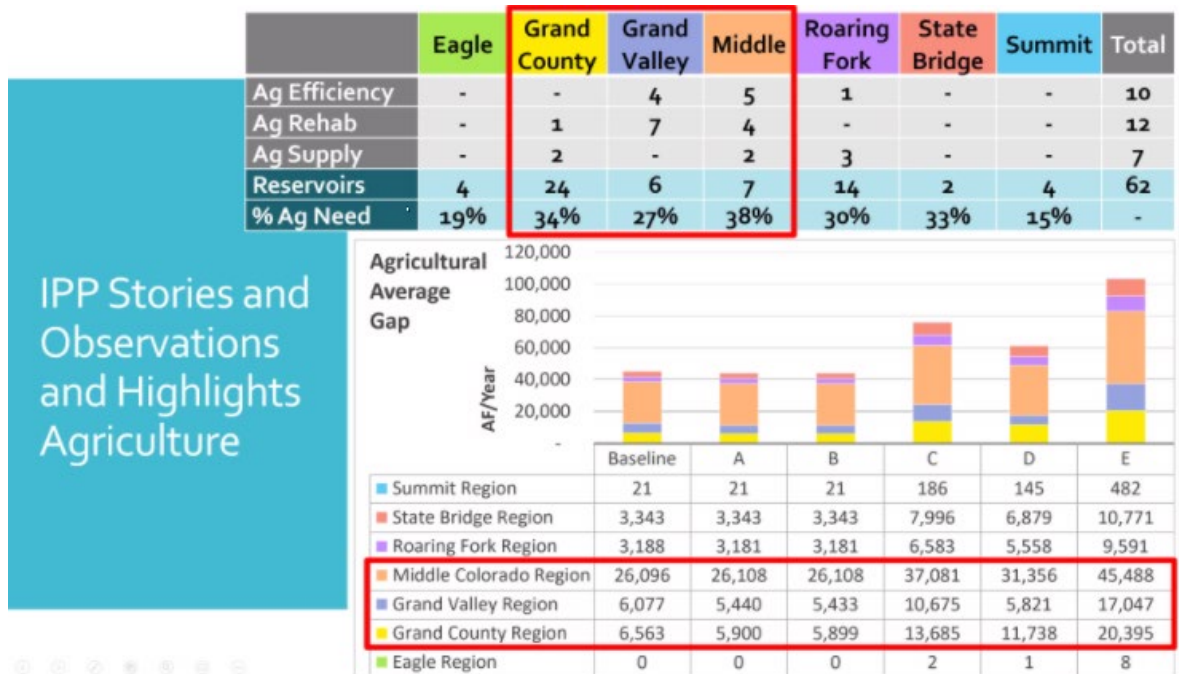 Eagle Grand County Grand Valley Middle Roaring Fork State Bridge Summit Total
Ag Efficiency - - 4 5 1 - - 10
Ag Rehab - 1 7 4 - - - 12
Ag Supply - 2 - 2 3 - - 7
Reservoirs 4 24 6 7 14 2 4 62
% Ag Need 19% 34% 27% 38% 30% 33% 15% -
IPP Stories and
Observations
and Highlights
Agriculture
Agricultural
Average
Gap
AF/Year
120,000
100,000
80,000
60,000
40,000
20,000
-
Baseline A B C D E
Summit Region 21 21 21 186 145 482
State Bridge Region 3,343 3,343 3,343 7,996 6,879 10,771
Roaring Fork Region 3,188 3,181 3,181 6,583 5,558 9,591
Middle Colorado Region 26,096 26,108 26,108 37,081 31,356 45,488
Grand Valley Region 6,077 5,440 5,433 10,675 5,821 17,047
Grand County Region 6,563 5,900 5,899 13,685 11,738 20,395
Eagle Region 0 0 0 2 1 8